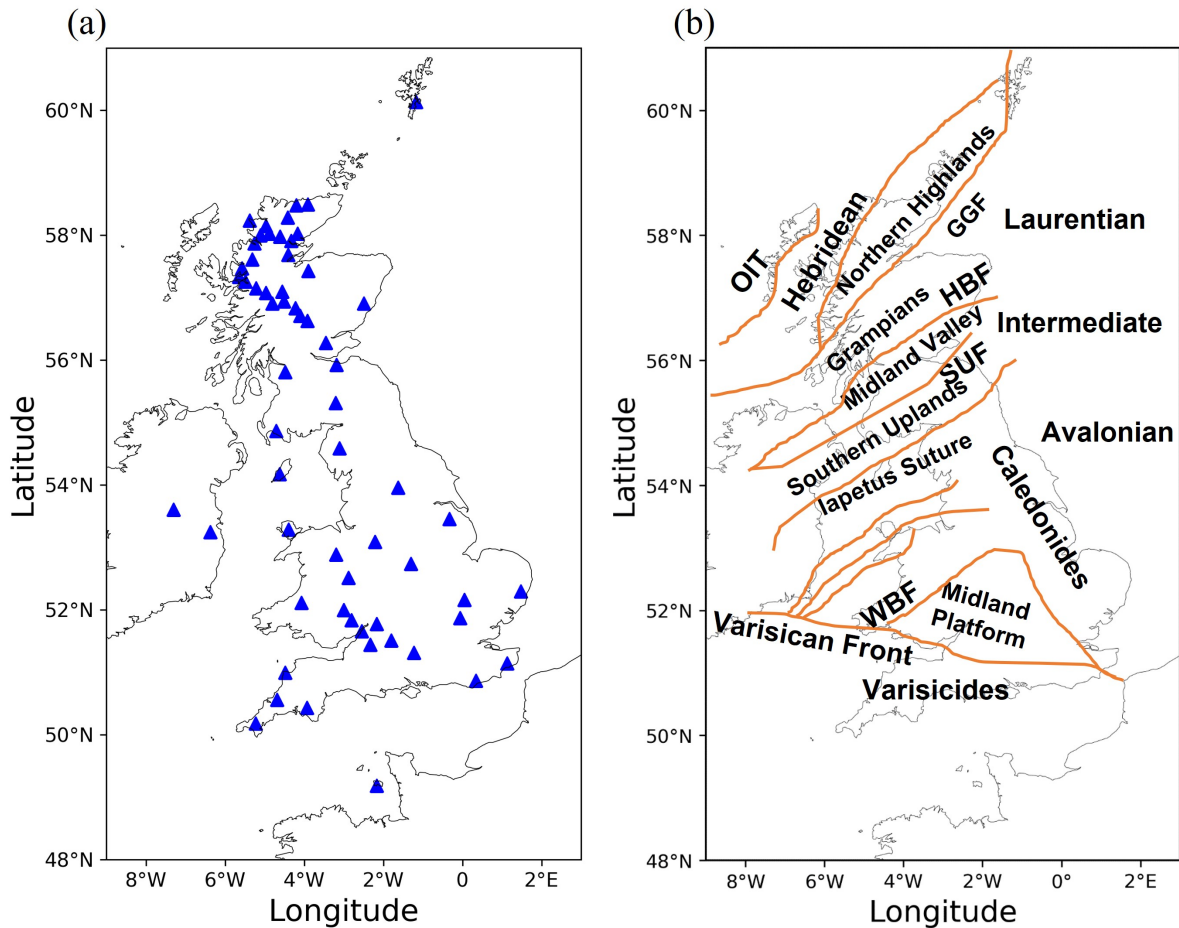 (a)
60°N
58°N
56°N
54°N
52°N
50°N
48°N
Latitude
8°W
6°W
4°W
2°W
0
2°E
Longitude
(b)
60°N
58°N
56°N
54°N
52°N
50°N
48°N
Latitude
OIT
Hebridean
Northern Highlands
GGF
Laurentian
Grampians
HBF
Intermediate
Midland Valley
SUF
Southern Uplands
Avalonian
Iapetus Suture
Caledonides
WBF
Midland
Platform
Varisican Front
Varisicides
8°W
6°W
4°W
2°W
0°
2°E
Longitude